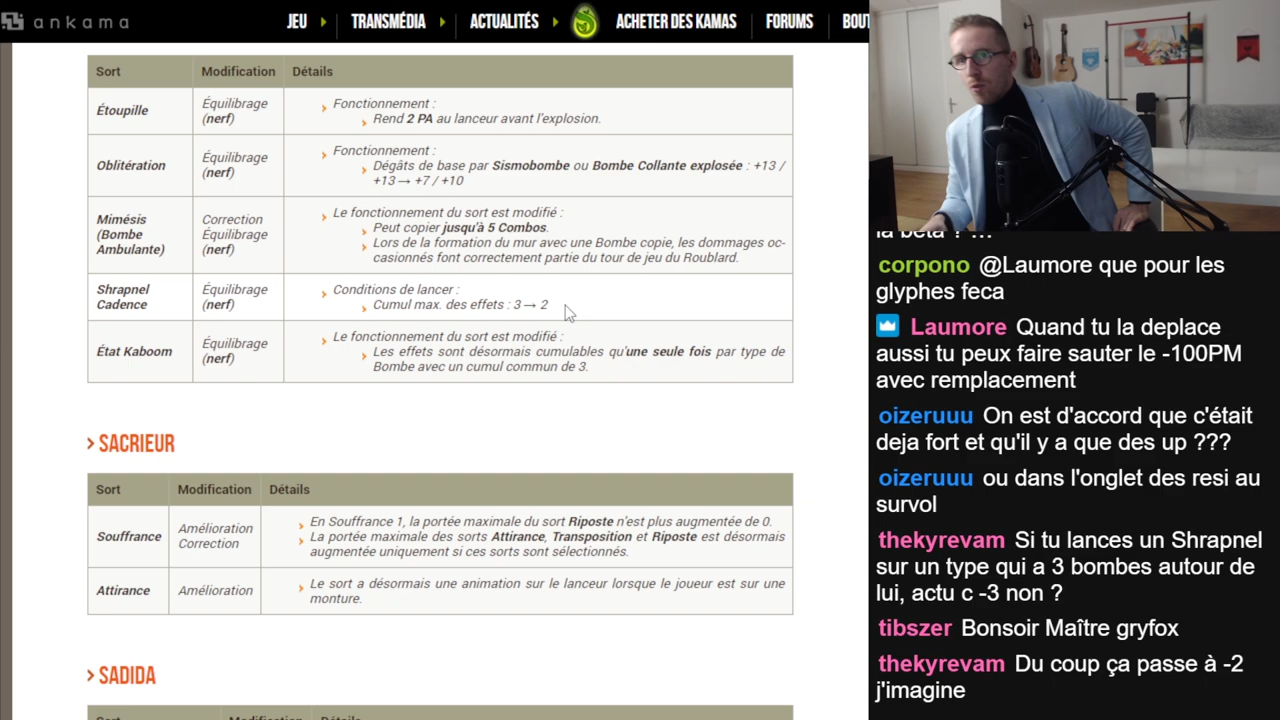 ankama
JEU
TRANSMÉDIA
ACTUALITÉS
ACHETER DES KAMAS
FORUMS
BOUT
Sort Modification Détails
Étoupille
Équilibrage
(nerf)
Fonctionnement :
Rend 2 PA au lanceur avant l'explosion.
Oblitération
Équilibrage
(nerf)
Fonctionnement :
Dégâts de base par Sismobombe ou Bombe Collante explosée : +13 /
+13 → +7 / +10
Mimésis
(Bombe
Ambulante)
Correction
Équilibrage
(nerf)
Le fonctionnement du sort est modifié :
Peut copier jusqu'à 5 Combos.
Lors de la formation du mur avec une Bombe copie, les dommages oc-
casionnés font correctement partie du tour de jeu du Roublard.
Shrapnel
Cadence
Équilibrage
(nerf)
Conditions de lancer :
Cumul max. des effets : 3 → 2
État Kaboom
Équilibrage
(nerf)
Le fonctionnement du sort est modifié :
Les effets sont désormais cumulables qu'une seule fois par type de
Bombe avec un cumul commun de 3.
SACRIEUR
Sort Modification Détails
Souffrance
Amélioration
Correction
En Souffrance 1, la portée maximale du sort Riposte n'est plus augmentée de 0.
La portée maximale des sorts Attirance, Transposition et Riposte est désormais
augmentée uniquement si ces sorts sont sélectionnés.
Attirance
Amélioration
Le sort a désormais une animation sur le lanceur lorsque le joueur est sur une
monture.
SADIDA
Sort Modification Détails
la beta ? ...
corpono @Laumore que pour les
glyphes feca
Laumore Quand tu la deplace
aussi tu peux faire sauter le -100PM
avec remplacement
oizeruuu On est d'accord que c'était
deja fort et qu'il y a que des up ???
oizeruuu ou dans l'onglet des resi au
survol
thekyrevam Si tu lances un Shrapnel
sur un type qui a 3 bombes autour de
lui, actu c -3 non ?
tibszer Bonsoir Maître gryfox
thekyrevam Du coup ça passe à -2
j'imagine